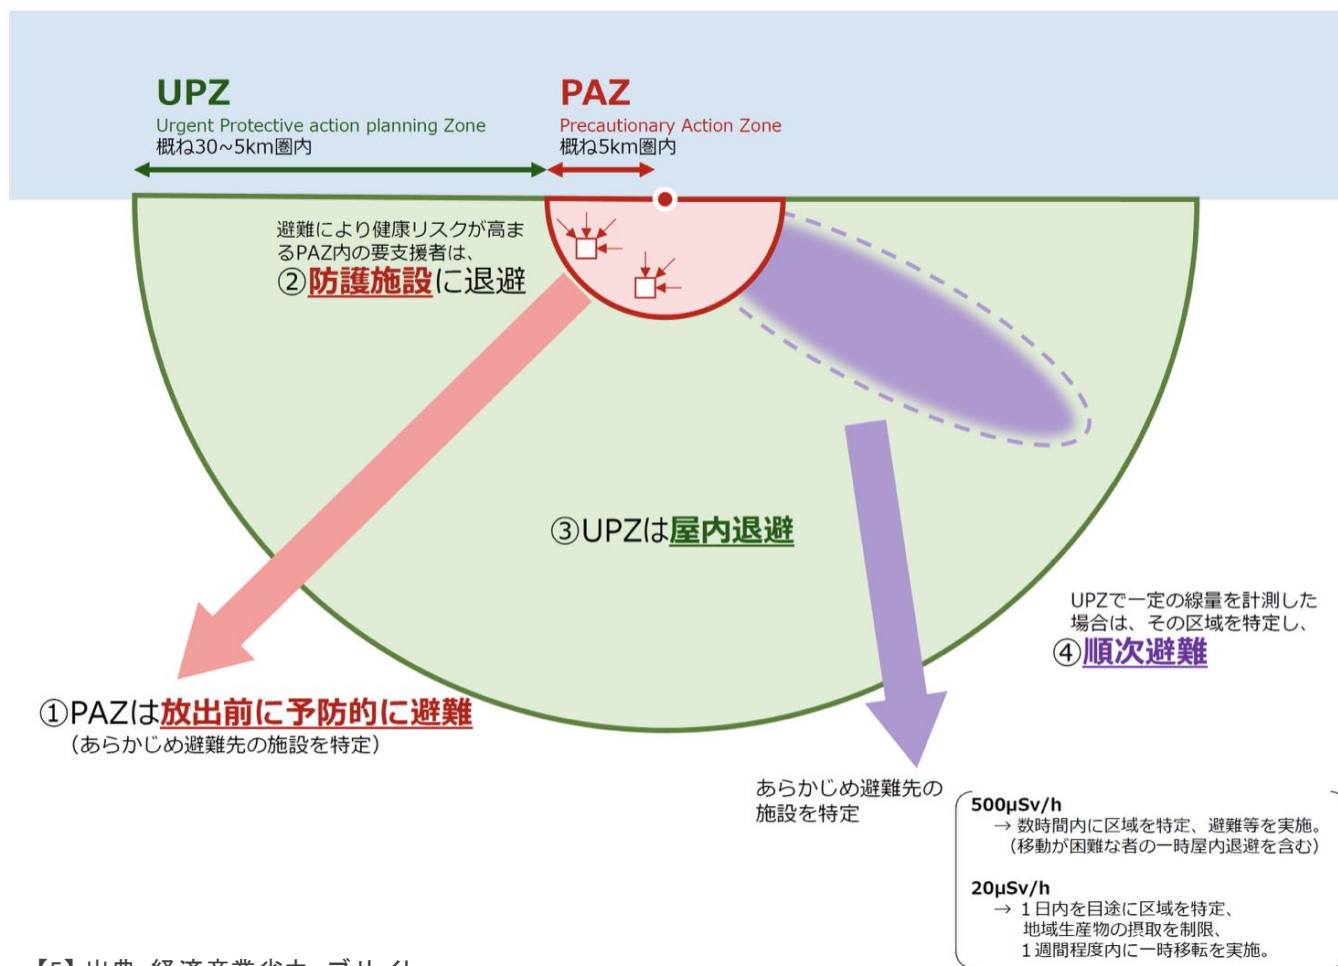 UPZ
Urgent Protective action planning Zone
概ね30~5km圏内
PAZ
Precautionary Action Zone
概ね5km圏内
避難により健康リスクが高ま
るPAZ内の要支援者は、
②防護施設に退避
③UPZは屋内退避
UPZで一定の線量を計測した
場合は、その区域を特定し、
④順次避難
①PAZは放出前に予防的に避難
（あらかじめ避難先の施設を特定）
あらかじめ避難先の
施設を特定
500μSv/h
→ 数時間内に区域を特定、避難等を実施。
（移動が困難な者の一時屋内退避を含む）
20μSv/h
→ １日内を目途に区域を特定、
地域生産物の摂取を制限、
１週間程度内に一時移転を実施。
【5】出典 経済産業省